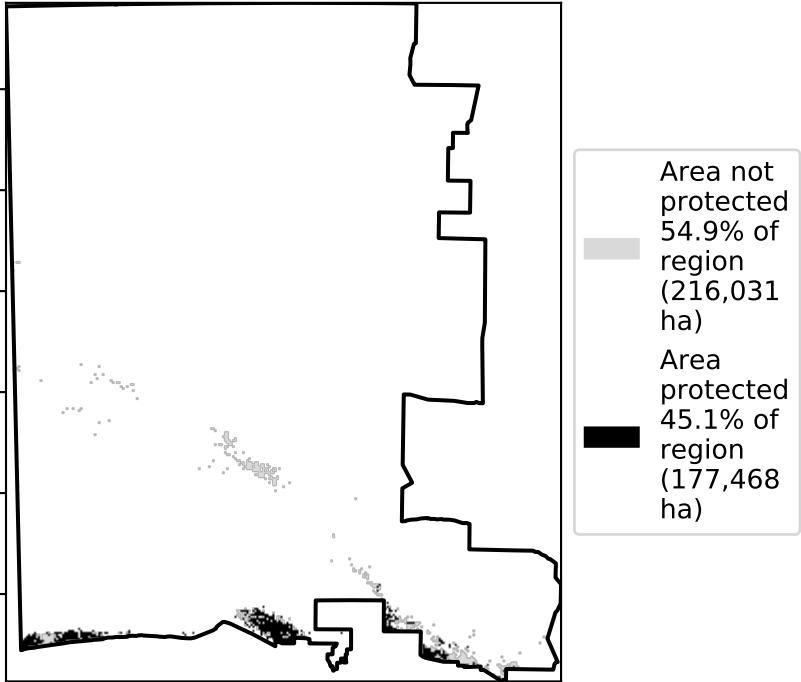 Area not
protected
54.9% of
region
(216,031
ha)
Area
protected
45.1% of
region
(177,468
ha)